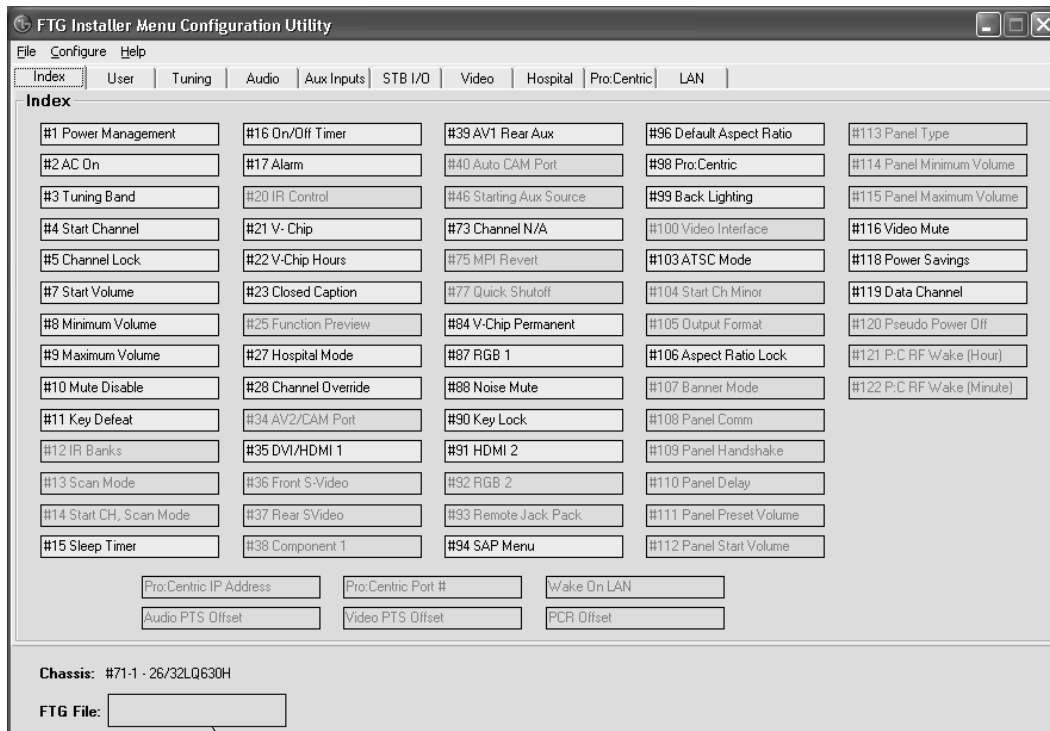 FTG Installer Menu Configuration Utility
File Configure Help
Index User Tuning Audio Aux Inputs STB I/O Video Hospital Pro:Centric LAN
Index
#1 Power Management #16 On/Off Timer #39 AV1 Rear Aux #96 Default Aspect Ratio #113 Panel Type
#2 AC On #17 Alarm #40 Auto CAM Port #98 Pro:Centric #114 Panel Minimum Volume
#3 Tuning Band #20 IR Control #46 Starting Aux Source #99 Back Lighting #115 Panel Maximum Volume
#4 Start Channel #21 V- Chip #73 Channel N/A #100 Video Interface #116 Video Mute
#5 Channel Lock #22 V-Chip Hours #75 MPI Revert #103 ATSC Mode #118 Power Savings
#7 Start Volume #23 Closed Caption #77 Quick Shutoff #104 Start Ch Minor #119 Data Channel
#8 Minimum Volume #25 Function Preview #84 V-Chip Permanent #105 Output Format #120 Pseudo Power Off
#9 Maximum Volume #27 Hospital Mode #87 RGB 1 #106 Aspect Ratio Lock #121 P:C RF Wake (Hour)
#10 Mute Disable #28 Channel Override #88 Noise Mute #107 Banner Mode #122 P:C RF Wake (Minute)
#11 Key Defeat #34 AV2/CAM Port #90 Key Lock #108 Panel Comm
#12 IR Banks #35 DVI/HDMI 1 #91 HDMI 2 #109 Panel Handshake
#13 Scan Mode #36 Front S-Video #92 RGB 2 #110 Panel Delay
#14 Start CH, Scan Mode #37 Rear SVideo #93 Remote Jack Pack #111 Panel Preset Volume
#15 Sleep Timer #38 Component 1 #94 SAP Menu #112 Panel Start Volume
Pro:Centric IP Address Pro:Centric Port # Wake On LAN
Audio PTS Offset Video PTS Offset PCR Offset
Chassis: #71-1 - 26/32LQ630H
FTG File: